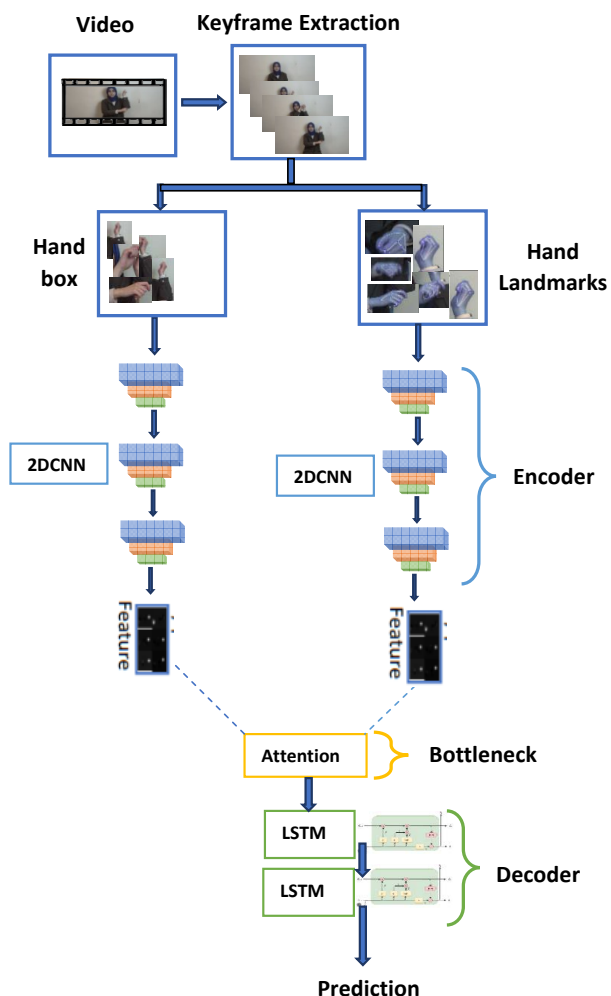 Video
Keyframe Extraction
Hand
box
Hand
Landmarks
2DCNN
2DCNN
Encoder
Feature
Feature
Attention
Bottleneck
LSTM
LSTM
Decoder
Prediction